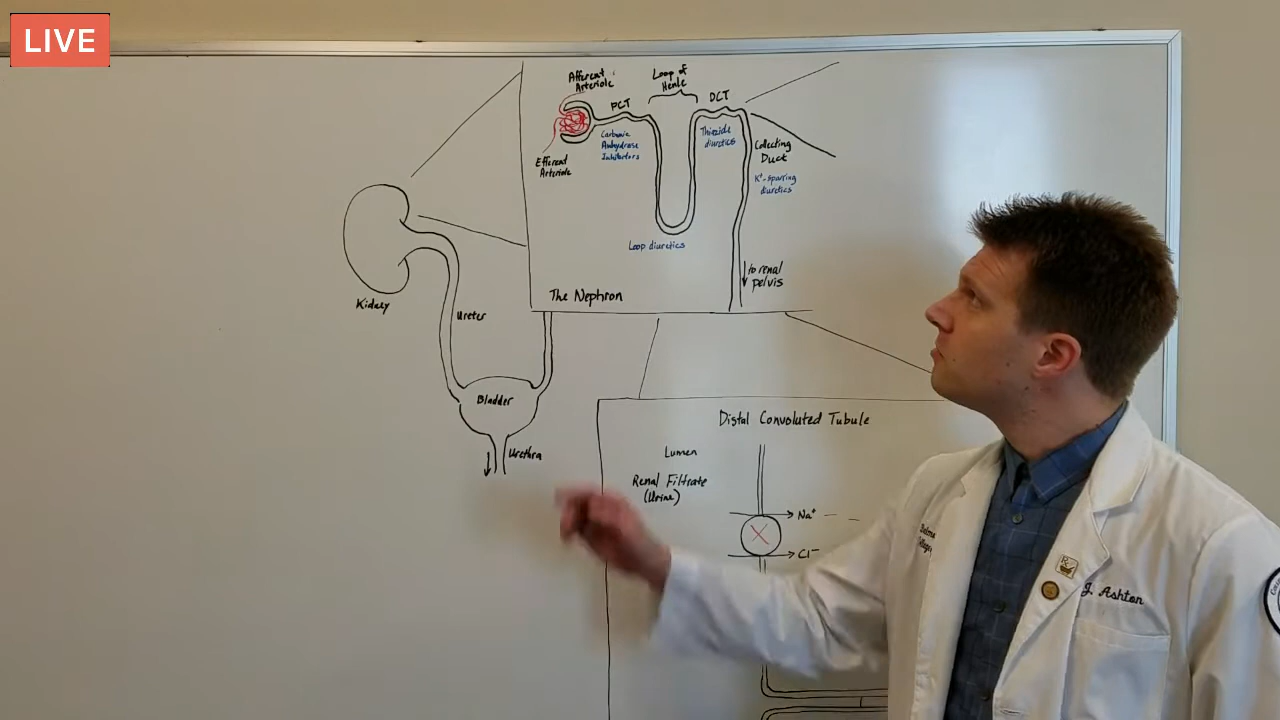 LIVE
Afferent
Arteriole
Loop of
Henle
PCT
DCT
Carbonic
Anhydrase
Inhibitors
Thiazide
diuretics
Collecting
Duct
Efferent
Arteriole
K+-sparing
diuretics
Loop diuretics
to renal
pelvis
The Nephron
Kidney
Ureter
Bladder
Urethra
Distal Convoluted Tubule
Lumen
Renal Filtrate
(Urine)
Na+
X
Cl-
J. Ashton